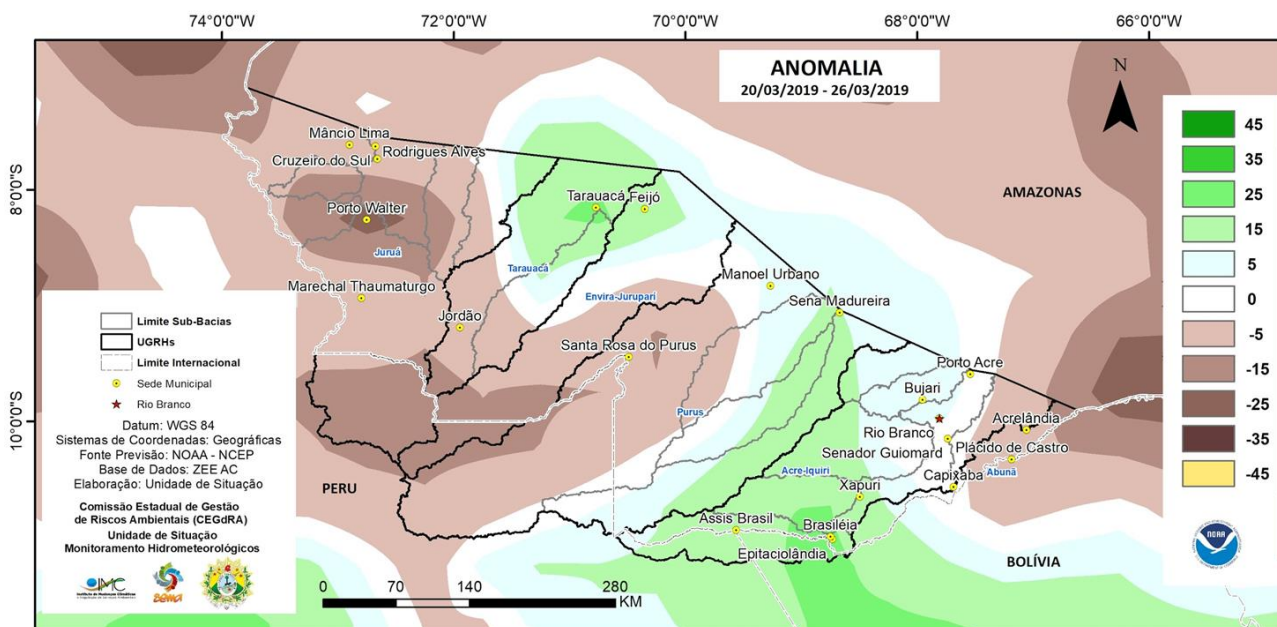 74°0'0"W
72°0'0"W
70°0'0"W
68°0'0"W
66°0'0"W
ANOMALIA
20/03/2019 - 26/03/2019
N
45
35
25
15
5
0
-5
-15
-25
-35
-45
8°0'0"S
10°0'0"S
Mâncio Lima
Rodrigues Alves
Cruzeiro do Sul
Porto Walter
Juruá
Marechal Thaumaturgo
Jordão
Tarauacá
Feijó
Tarauacá
Envira-Jurupari
Manoel Urbano
Sena Madureira
Santa Rosa do Purus
Purus
AMAZONAS
Porto Acre
Bujari
Acrelândia
Rio Branco
Plácido de Castro
Senador Guiomard
Abunã
Acre-Iquiri
Capixaba
Xapuri
Assis Brasil
Brasiléia
Epitaciolândia
PERU
BOLÍVIA
Limite Sub-Bacias
UGRHs
Limite Internacional
Sede Municipal
Rio Branco
Datum: WGS 84
Sistemas de Coordenadas: Geográficas
Fonte Previsão: NOAA - NCEP
Base de Dados: ZEE AC
Elaboração: Unidade de Situação
Comissão Estadual de Gestão
de Riscos Ambientais (CEGdRA)
Unidade de Situação
Monitoramento Hidrometeorológicos
IMC
SEMA
0 70 140 280
KM
NOAA